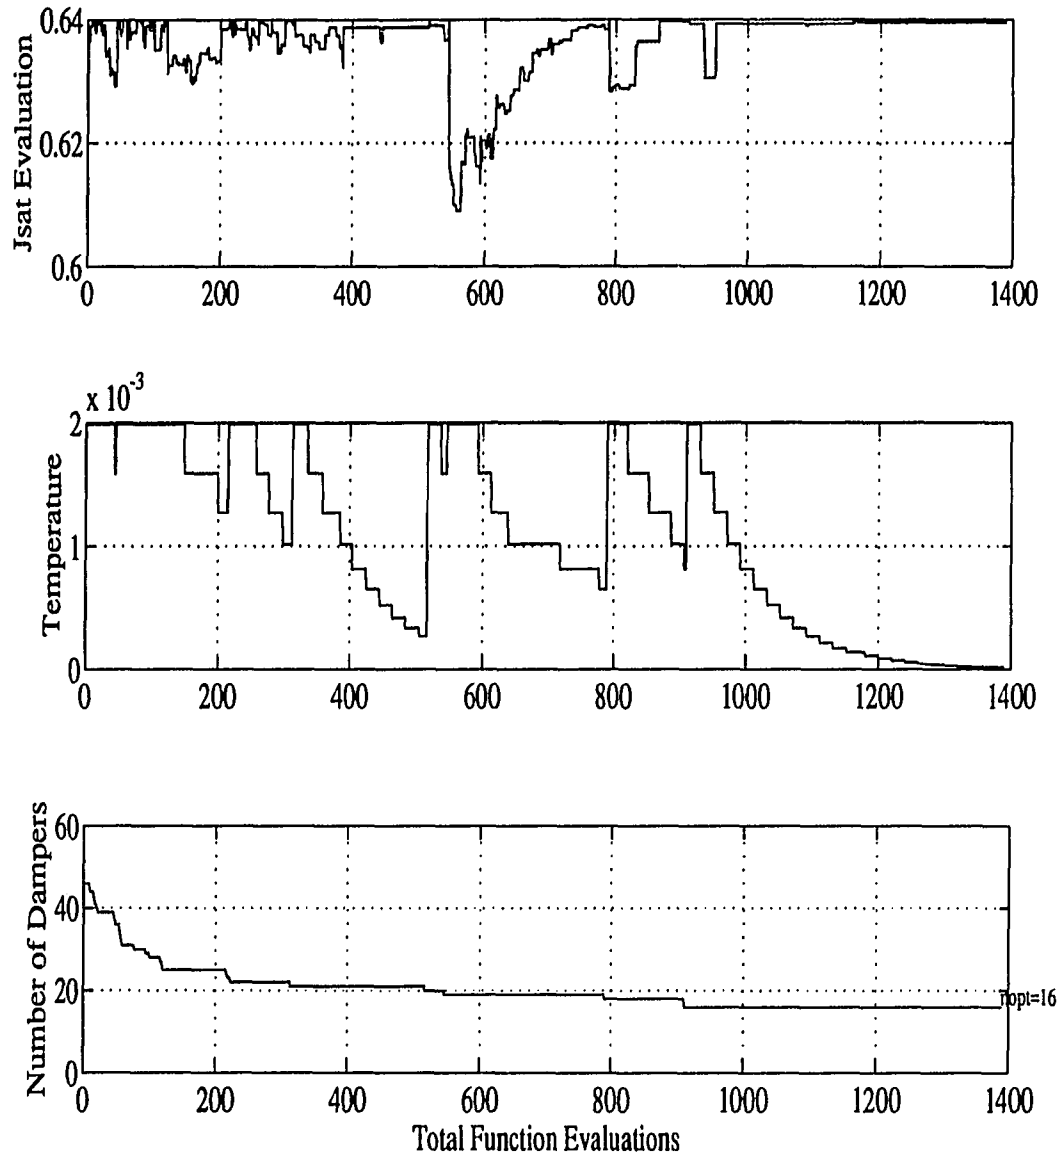 0.64
0.62
0.6
Jsat Evaluation
0 200 400 600 800 1000 1200 1400
x 10-3
2
1
0
Temperature
0 200 400 600 800 1000 1200 1400
60
40
20
0
Number of Dampers
nopt=16
0 200 400 600 800 1000 1200 1400
Total Function Evaluations